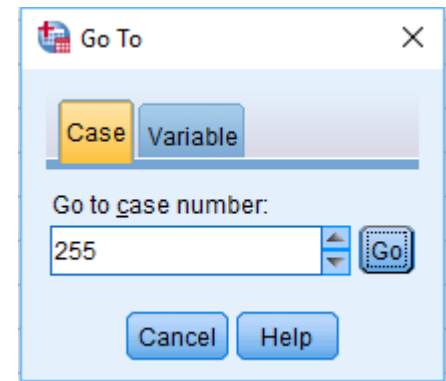 Go To
Case Variable
Go to case number:
255 Go
Cancel Help